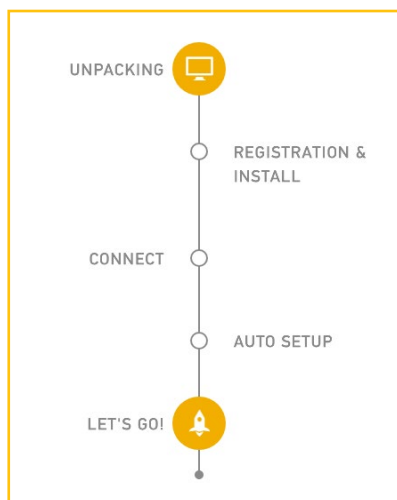 UNPACKING
REGISTRATION &
INSTALL
CONNECT
AUTO SETUP
LET'S GO!